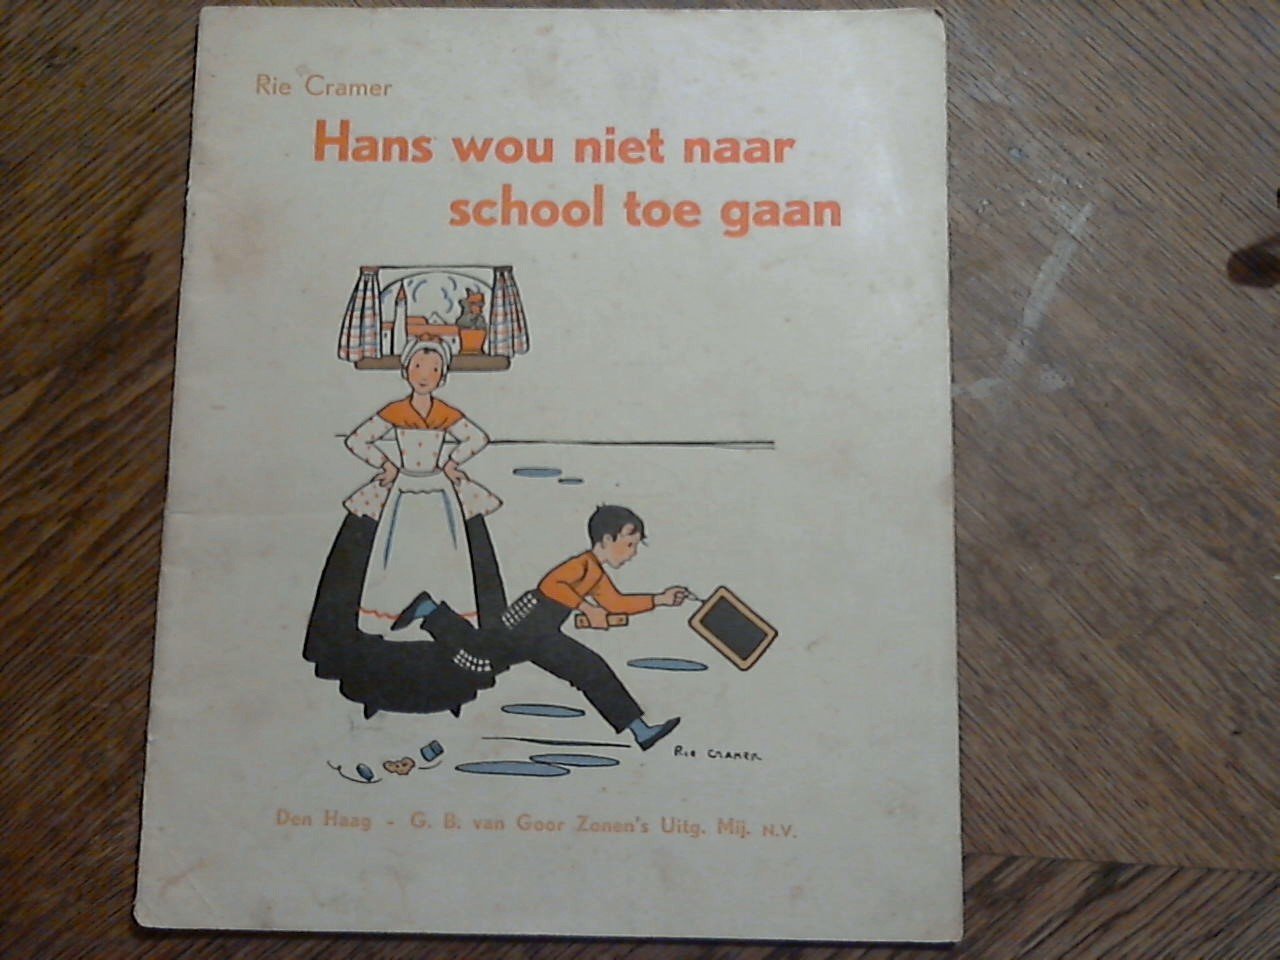 Rie Cramer
Hans wou niet naar
school toe gaan
RIE CRAMER
Den Haag - G. B. van Goor Zonen's Uitg. Mij. N.V.